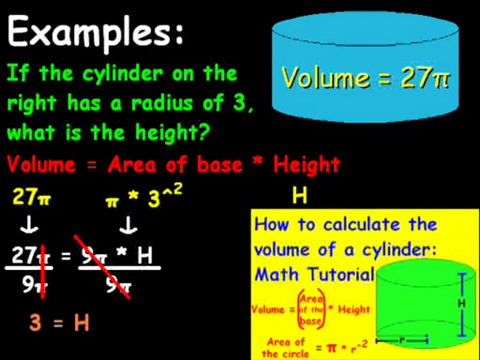 Examples:
Volume = 27π
If the cylinder on the
right has a radius of 3,
what is the height?
Volume = Area of base * Height
27π π * 3^2 H
27π = 9π * H
9π 9π
3 = H
How to calculate the
volume of a cylinder:
Math Tutorial
Volume = (Area of the base) * Height
Area of the circle = π * r^2
H
r